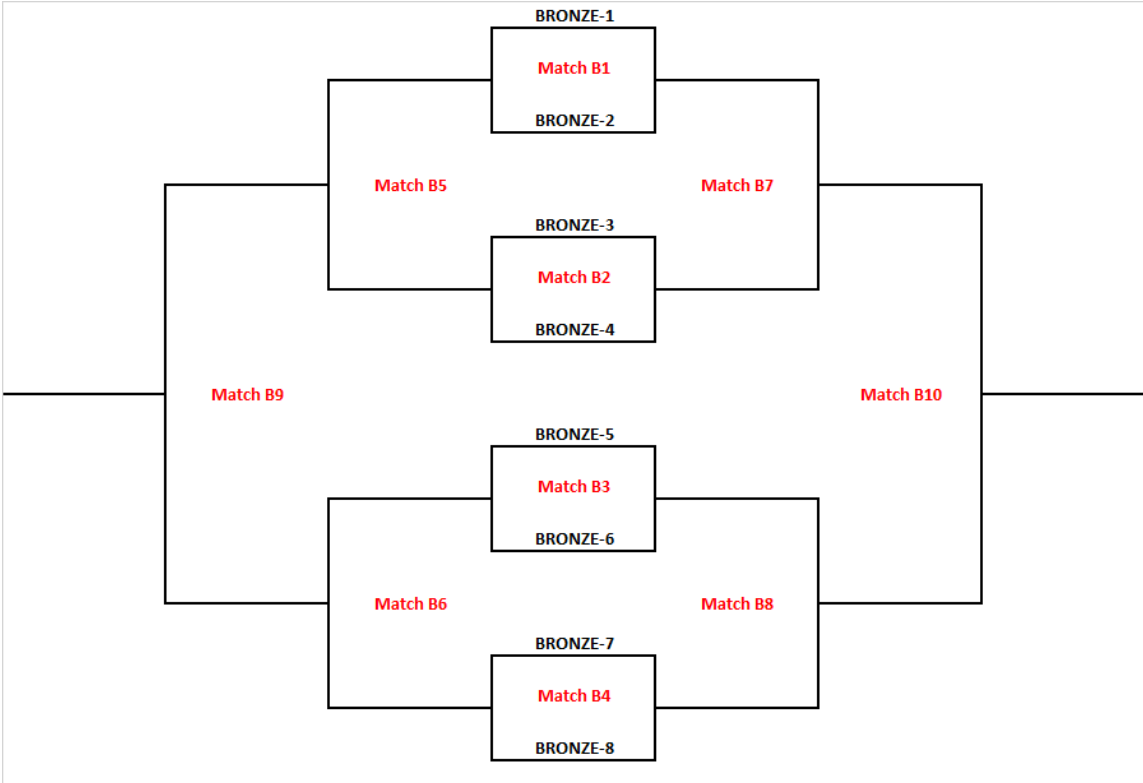 BRONZE-1
Match B1
BRONZE-2
Match B5
Match B7
BRONZE-3
Match B2
BRONZE-4
Match B9
Match B10
BRONZE-5
Match B3
BRONZE-6
Match B6
Match B8
BRONZE-7
Match B4
BRONZE-8